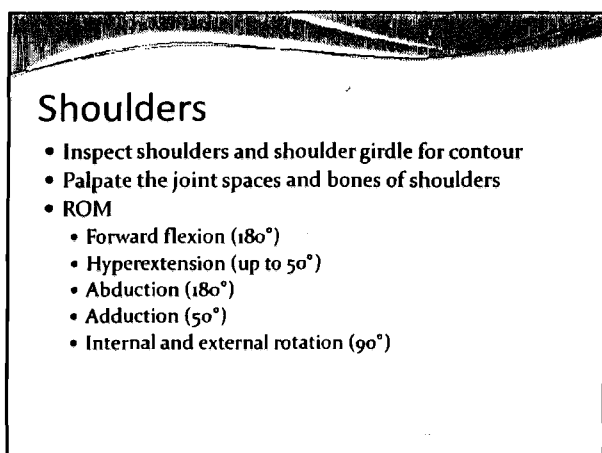 Shoulders
• Inspect shoulders and shoulder girdle for contour
• Palpate the joint spaces and bones of shoulders
• ROM
• Forward flexion (180°)
• Hyperextension (up to 50°)
• Abduction (180°)
• Adduction (50°)
• Internal and external rotation (90°)